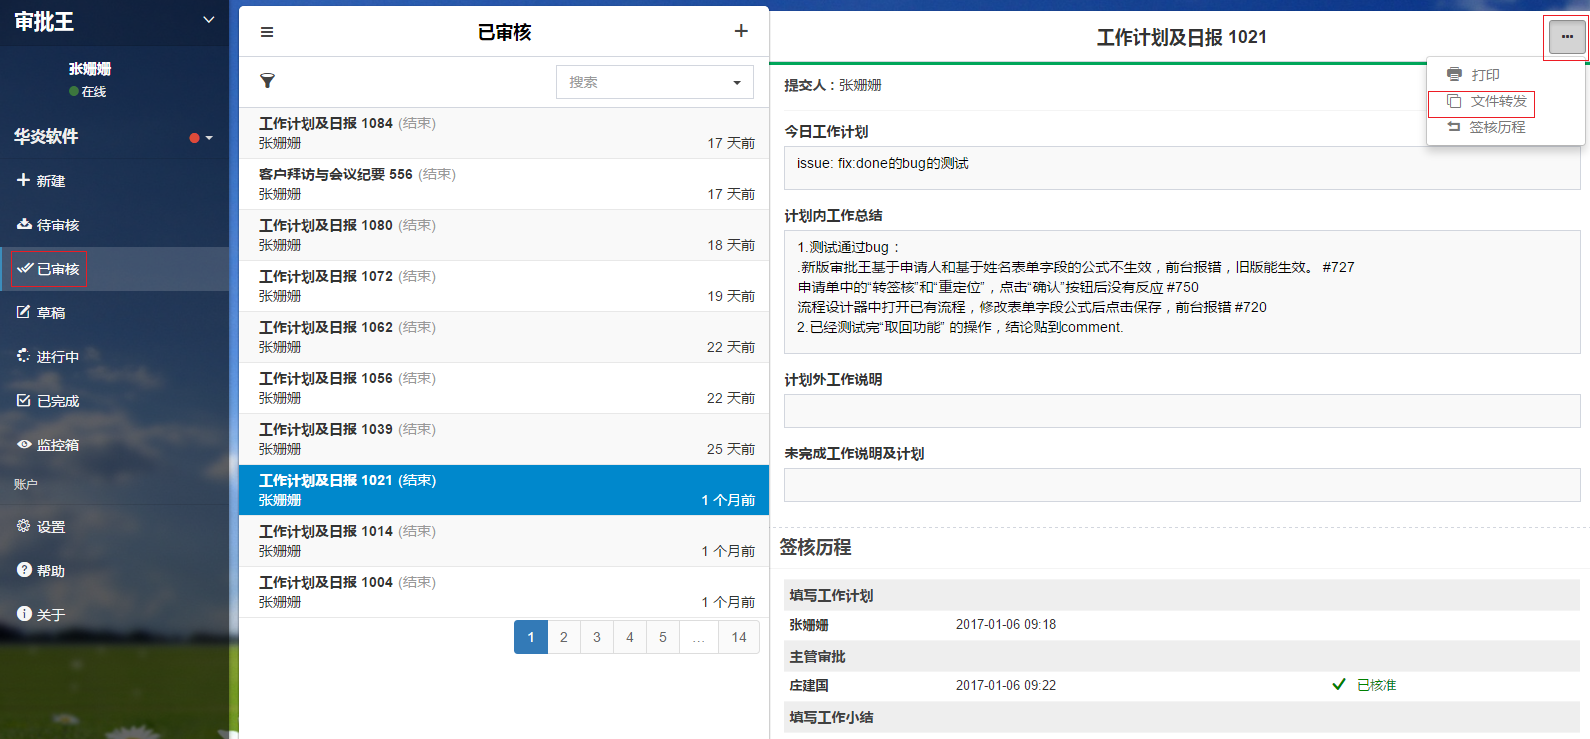 审批王
张姗姗
在线
华炎软件
新建
待审核
已审核
草稿
进行中
已完成
监控箱
账户
设置
帮助
关于
已审核
搜索
工作计划及日报 1084 (结束)
张姗姗 17 天前
客户拜访与会议纪要 556 (结束)
张姗姗 17 天前
工作计划及日报 1080 (结束)
张姗姗 18 天前
工作计划及日报 1072 (结束)
张姗姗 19 天前
工作计划及日报 1062 (结束)
张姗姗 22 天前
工作计划及日报 1056 (结束)
张姗姗 22 天前
工作计划及日报 1039 (结束)
张姗姗 25 天前
工作计划及日报 1021 (结束)
张姗姗 1 个月前
工作计划及日报 1014 (结束)
张姗姗 1 个月前
工作计划及日报 1004 (结束)
张姗姗 1 个月前
1 2 3 4 5 … 14
工作计划及日报 1021
打印
文件转发
签核历程
提交人：张姗姗
今日工作计划
issue: fix:done的bug的测试
计划内工作总结
1.测试通过bug：
.新版审批王基于申请人和基于姓名表单字段的公式不生效，前台报错，旧版能生效。 #727
申请单中的“转签核”和“重定位”，点击“确认”按钮后没有反应 #750
流程设计器中打开已有流程，修改表单字段公式后点击保存，前台报错 #720
2.已经测试完“取回功能” 的操作，结论贴到comment.
计划外工作说明
未完成工作说明及计划
签核历程
填写工作计划
张姗姗 2017-01-06 09:18
主管审批
庄建国 2017-01-06 09:22 已核准
填写工作小结